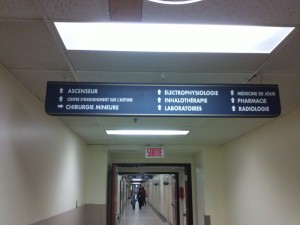 ASCENSEUR
CENTRE D'ENSEIGNEMENT SUR L'ASTHME
CHIRURGIE MINEURE
ÉLECTROPHYSIOLOGIE
INHALOTHÉRAPIE
LABORATOIRES
MÉDECINE DE JOUR
PHARMACIE
RADIOLOGIE
SORTIE